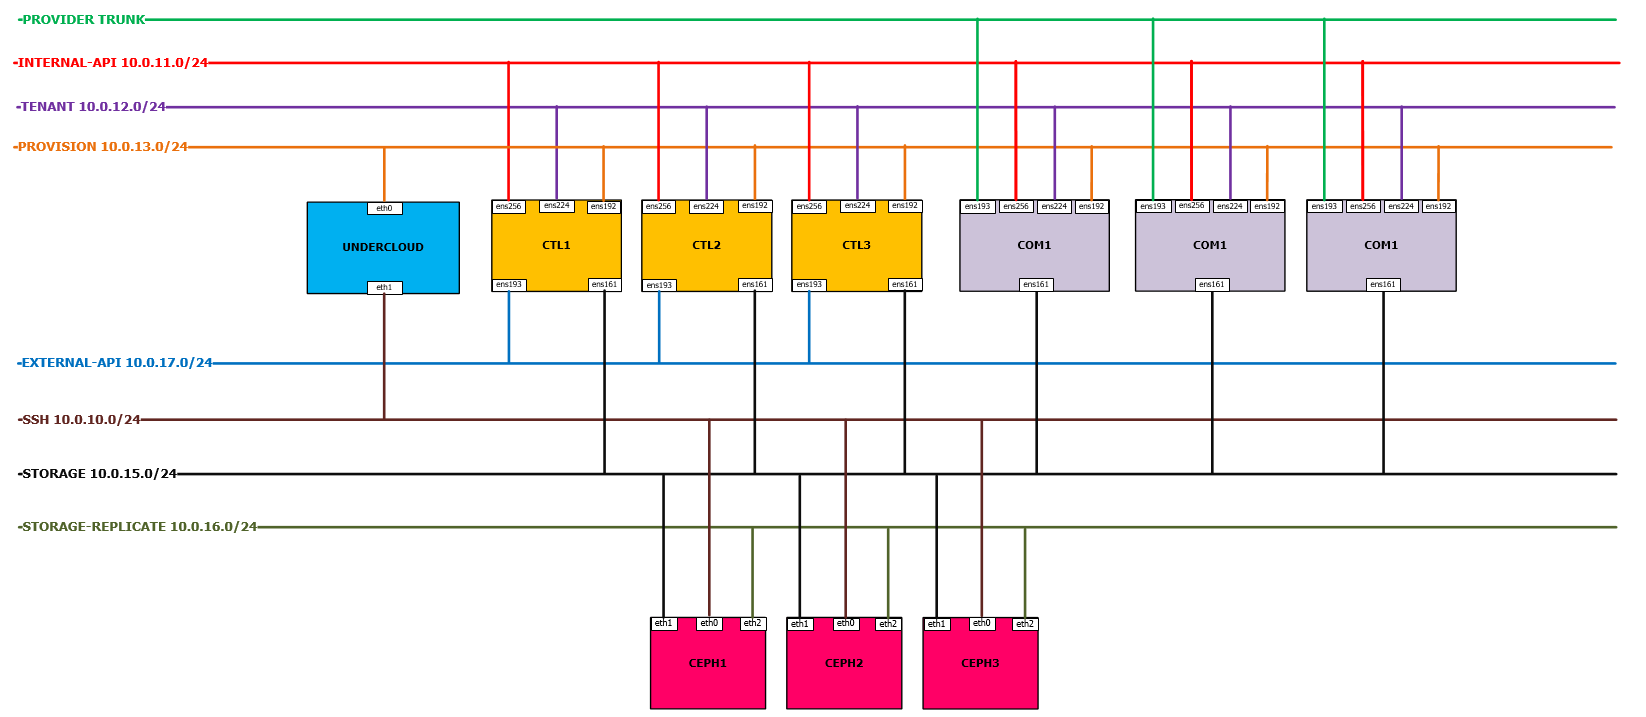 -PROVIDER TRUNK
-INTERNAL-API 10.0.11.0/24
-TENANT 10.0.12.0/24
-PROVISION 10.0.13.0/24
eth0
UNDERCLOUD
eth1
ens256
ens224
ens192
CTL1
ens193
ens161
ens256
ens224
ens192
CTL2
ens193
ens161
ens256
ens224
ens192
CTL3
ens193
ens161
ens193
ens256
ens224
ens192
COM1
ens161
ens193
ens256
ens224
ens192
COM1
ens161
ens193
ens256
ens224
ens192
COM1
ens161
-EXTERNAL-API 10.0.17.0/24
-SSH 10.0.10.0/24
-STORAGE 10.0.15.0/24
-STORAGE-REPLICATE 10.0.16.0/24
eth1
eth0
eth2
CEPH1
eth1
eth0
eth2
CEPH2
eth1
eth0
eth2
CEPH3